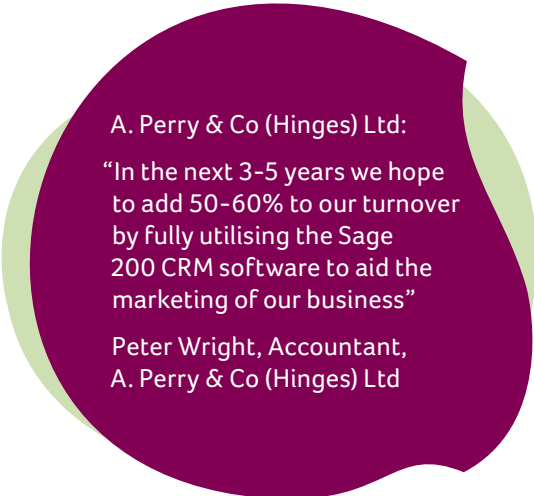 A. Perry & Co (Hinges) Ltd:
“In the next 3-5 years we hope
to add 50-60% to our turnover
by fully utilising the Sage
200 CRM software to aid the
marketing of our business”
Peter Wright, Accountant,
A. Perry & Co (Hinges) Ltd